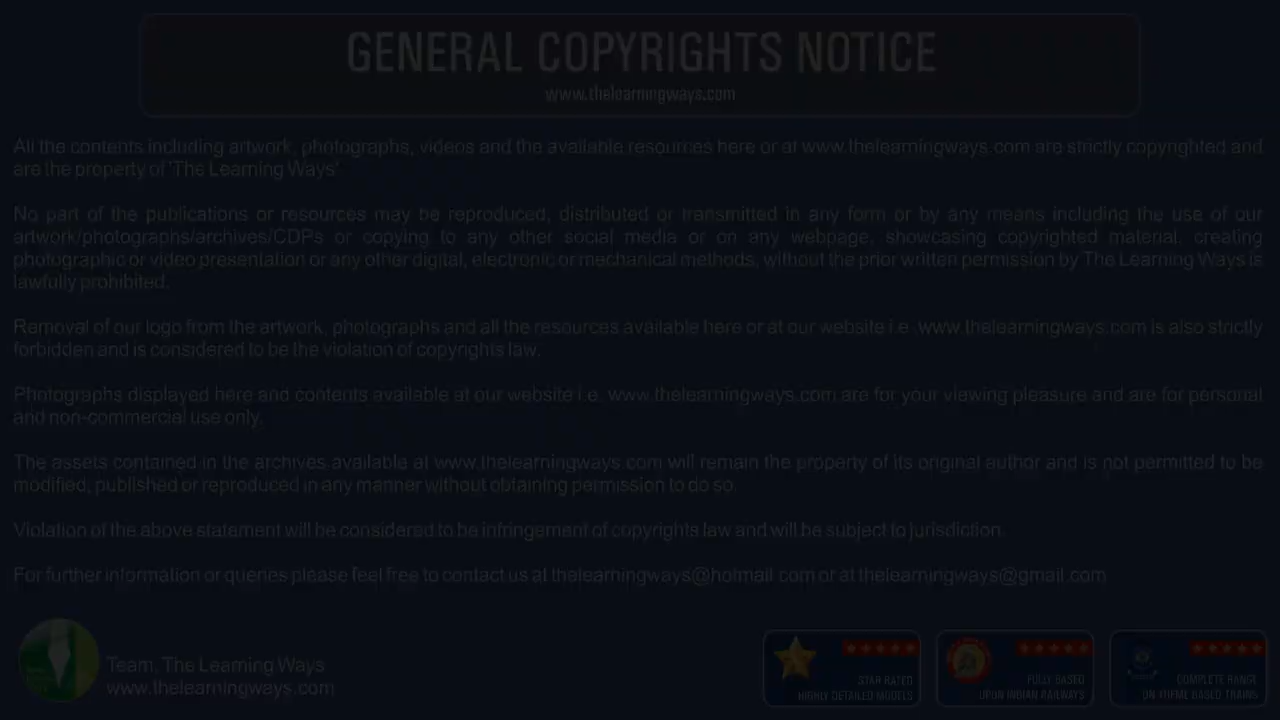 GENERAL COPYRIGHTS NOTICE
www.thelearningways.com
All the contents including artwork, photographs, videos and the available resources here or at www.thelearningways.com are strictly copyrighted and
are the property of 'The Learning Ways'
No part of the publications or resources may be reproduced, distributed or transmitted in any form or by any means including the use of our
artwork/photographs/archives/CDPs or copying to any other social media or on any webpage, showcasing copyrighted material, creating
photographic or video presentation or any other digital, electronic or mechanical methods, without the prior written permission by The Learning Ways is
lawfully prohibited.
Removal of our logo from the artwork, photographs and all the resources available here or at our website i.e. www.thelearningways.com is also strictly
forbidden and is considered to be the violation of copyrights law.
Photographs displayed here and contents available at our website i.e. www.thelearningways.com are for your viewing pleasure and are for personal
and non-commercial use only.
The assets contained in the archives available at www.thelearningways.com will remain the property of its original author and is not permitted to be
modified, published or reproduced in any manner without obtaining permission to do so.
Violation of the above statement will be considered to be infringement of copyrights law and will be subject to jurisdiction.
For further information or queries please feel free to contact us at thelearningways@hotmail.com or at thelearningways@gmail.com
Team, The Learning Ways
www.thelearningways.com
STAR RATED
HIGHLY DETAILED MODELS
FULLY BASED
UPON INDIAN RAILWAYS
COMPLETE RANGE
ON THEME BASED TRAINS